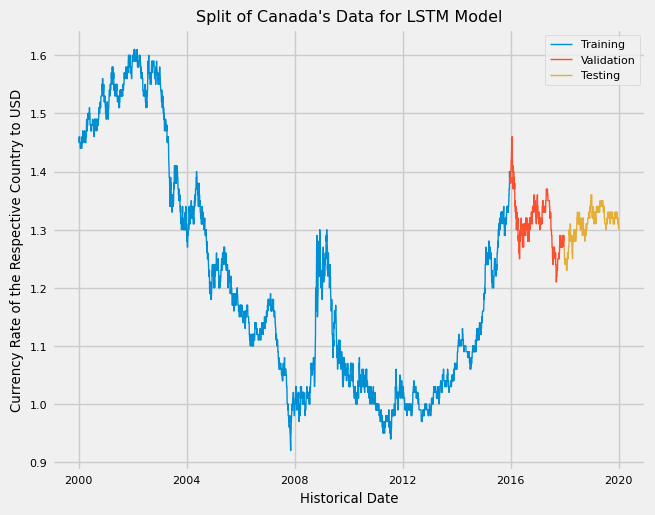 Split of Canada's Data for LSTM Model
Training
Validation
Testing
Currency Rate of the Respective Country to USD
1.6
1.5
1.4
1.3
1.2
1.1
1.0
0.9
2000 2004 2008 2012 2016 2020
Historical Date